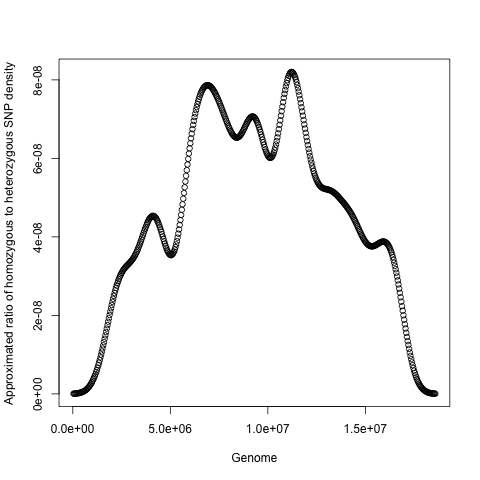 Approximated ratio of homozygous to heterozygous SNP density
8e-08
6e-08
4e-08
2e-08
0e+00
0.0e+00 5.0e+06 1.0e+07 1.5e+07
Genome